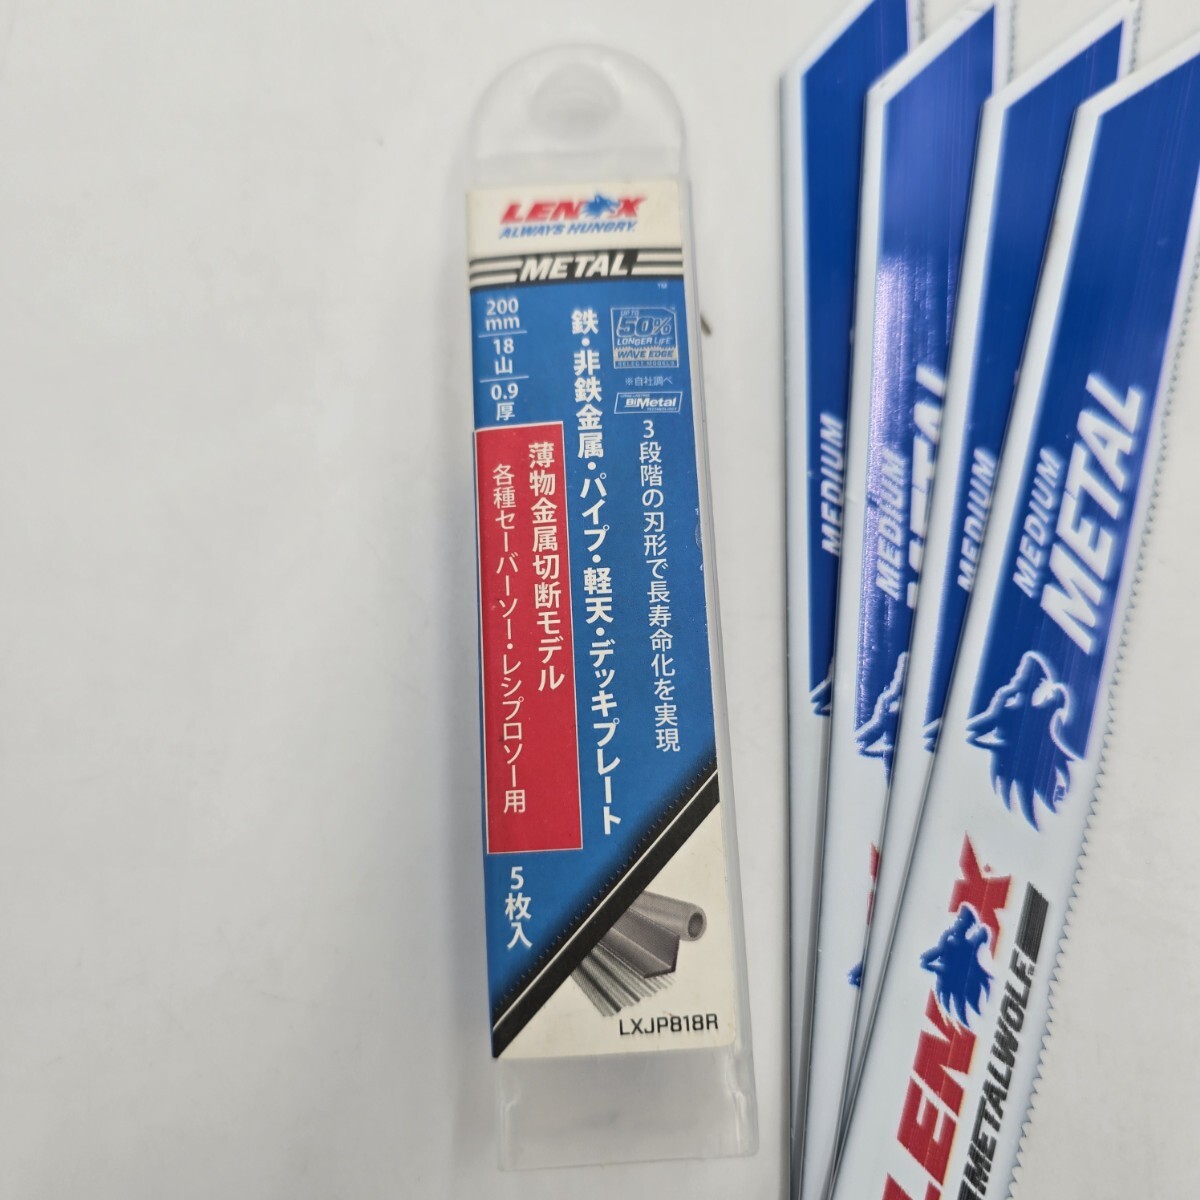 LENOX
ALWAYS HUNGRY.
METAL
TM
200
mm
18
山
0.9
厚
UP TO
50%
LONGER LIFE
WAVE EDGE
SELECT MODELS
※自社調べ
BiMetal
3段階の刃形で長寿命化を実現
鉄・非鉄金属・パイプ・軽天・デッキプレート
薄物金属切断モデル
各種セーバーソー・レシプロソー用
5枚入
LXJP818R
MEDIUM
MEDIUM
METAL
MEDIUM
MEDIUM
METAL
LENOX
METALWOLF